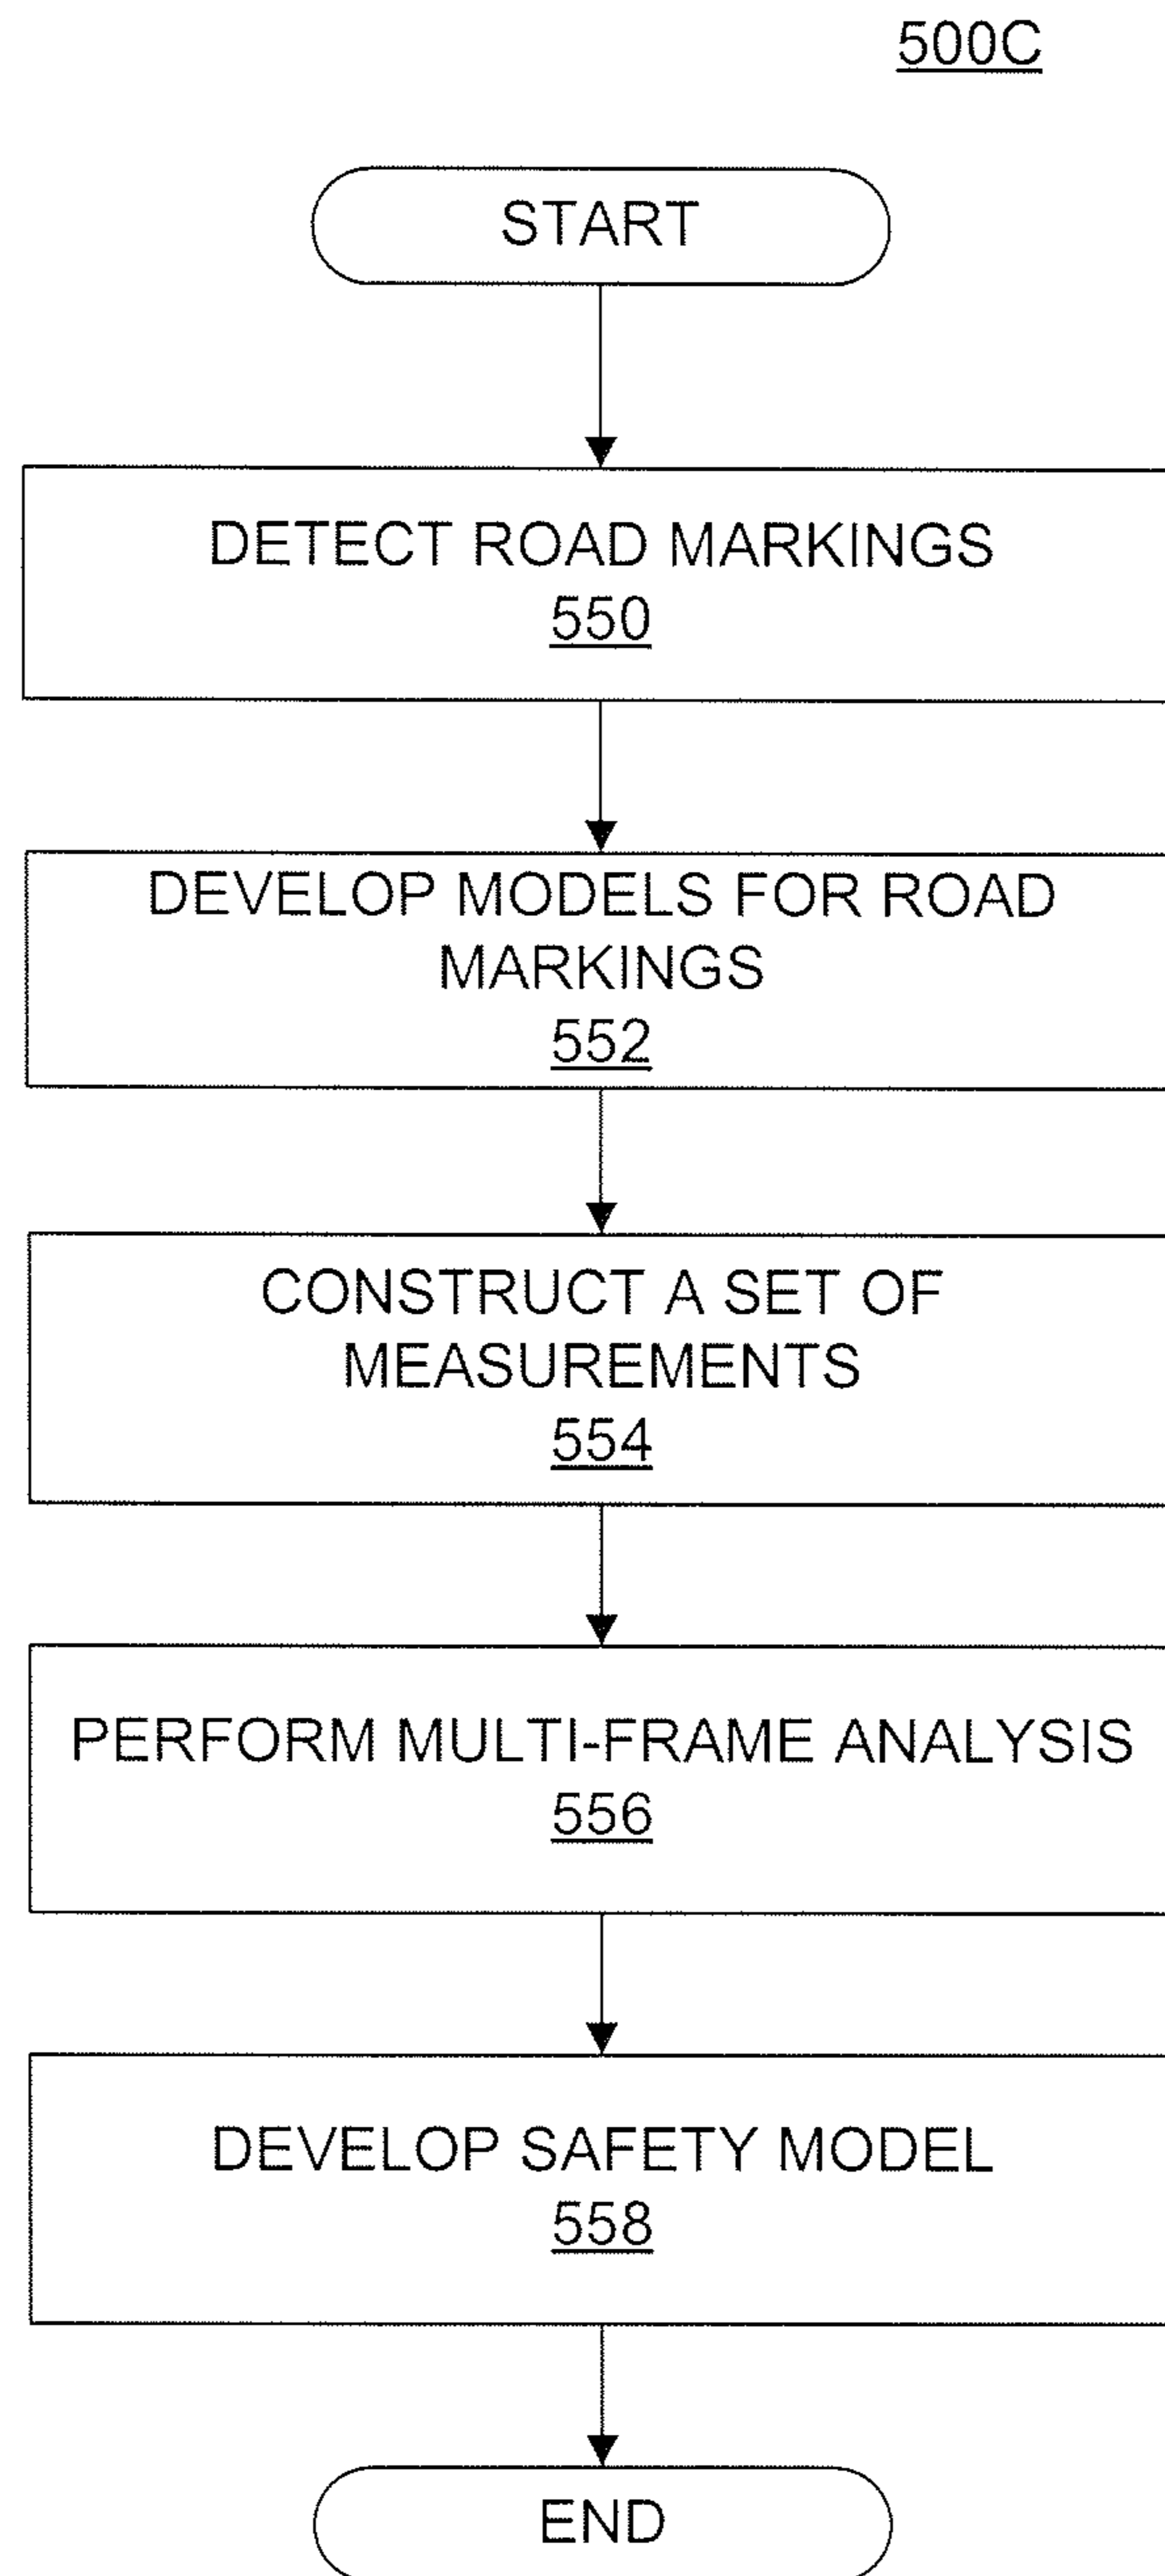 500C
START
DETECT ROAD MARKINGS
550
DEVELOP MODELS FOR ROAD
MARKINGS
552
CONSTRUCT A SET OF
MEASUREMENTS
554
PERFORM MULTI-FRAME ANALYSIS
556
DEVELOP SAFETY MODEL
558
END